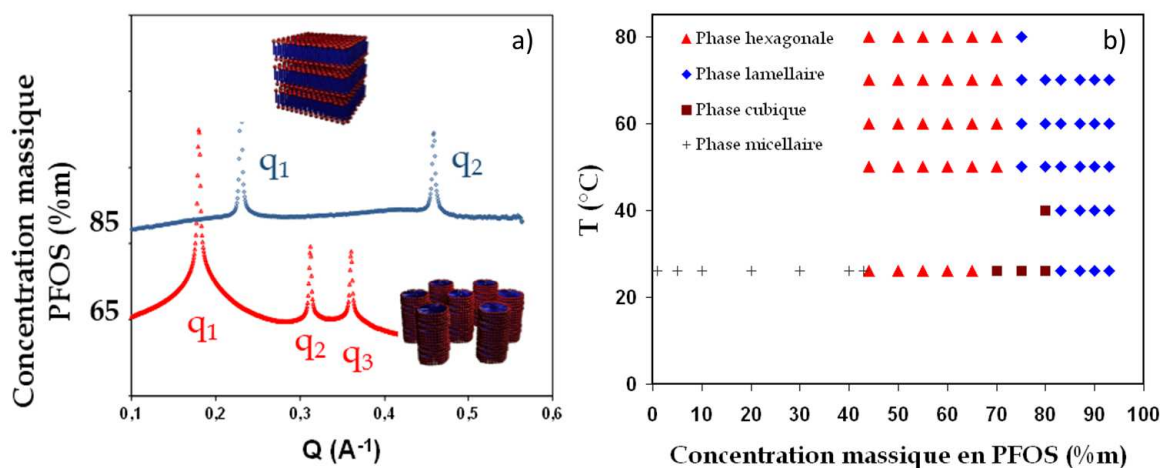 a)
Concentration massique
PFOS (%m)
85
65
q1
q2
q1
q2
q3
0,1
0,2
0,3
0,4
0,5
0,6
Q (A-1)
b)
Phase hexagonale
Phase lamellaire
Phase cubique
Phase micellaire
T (°C)
80
60
40
20
0
0
10
20
30
40
50
60
70
80
90
100
Concentration massique en PFOS (%m)